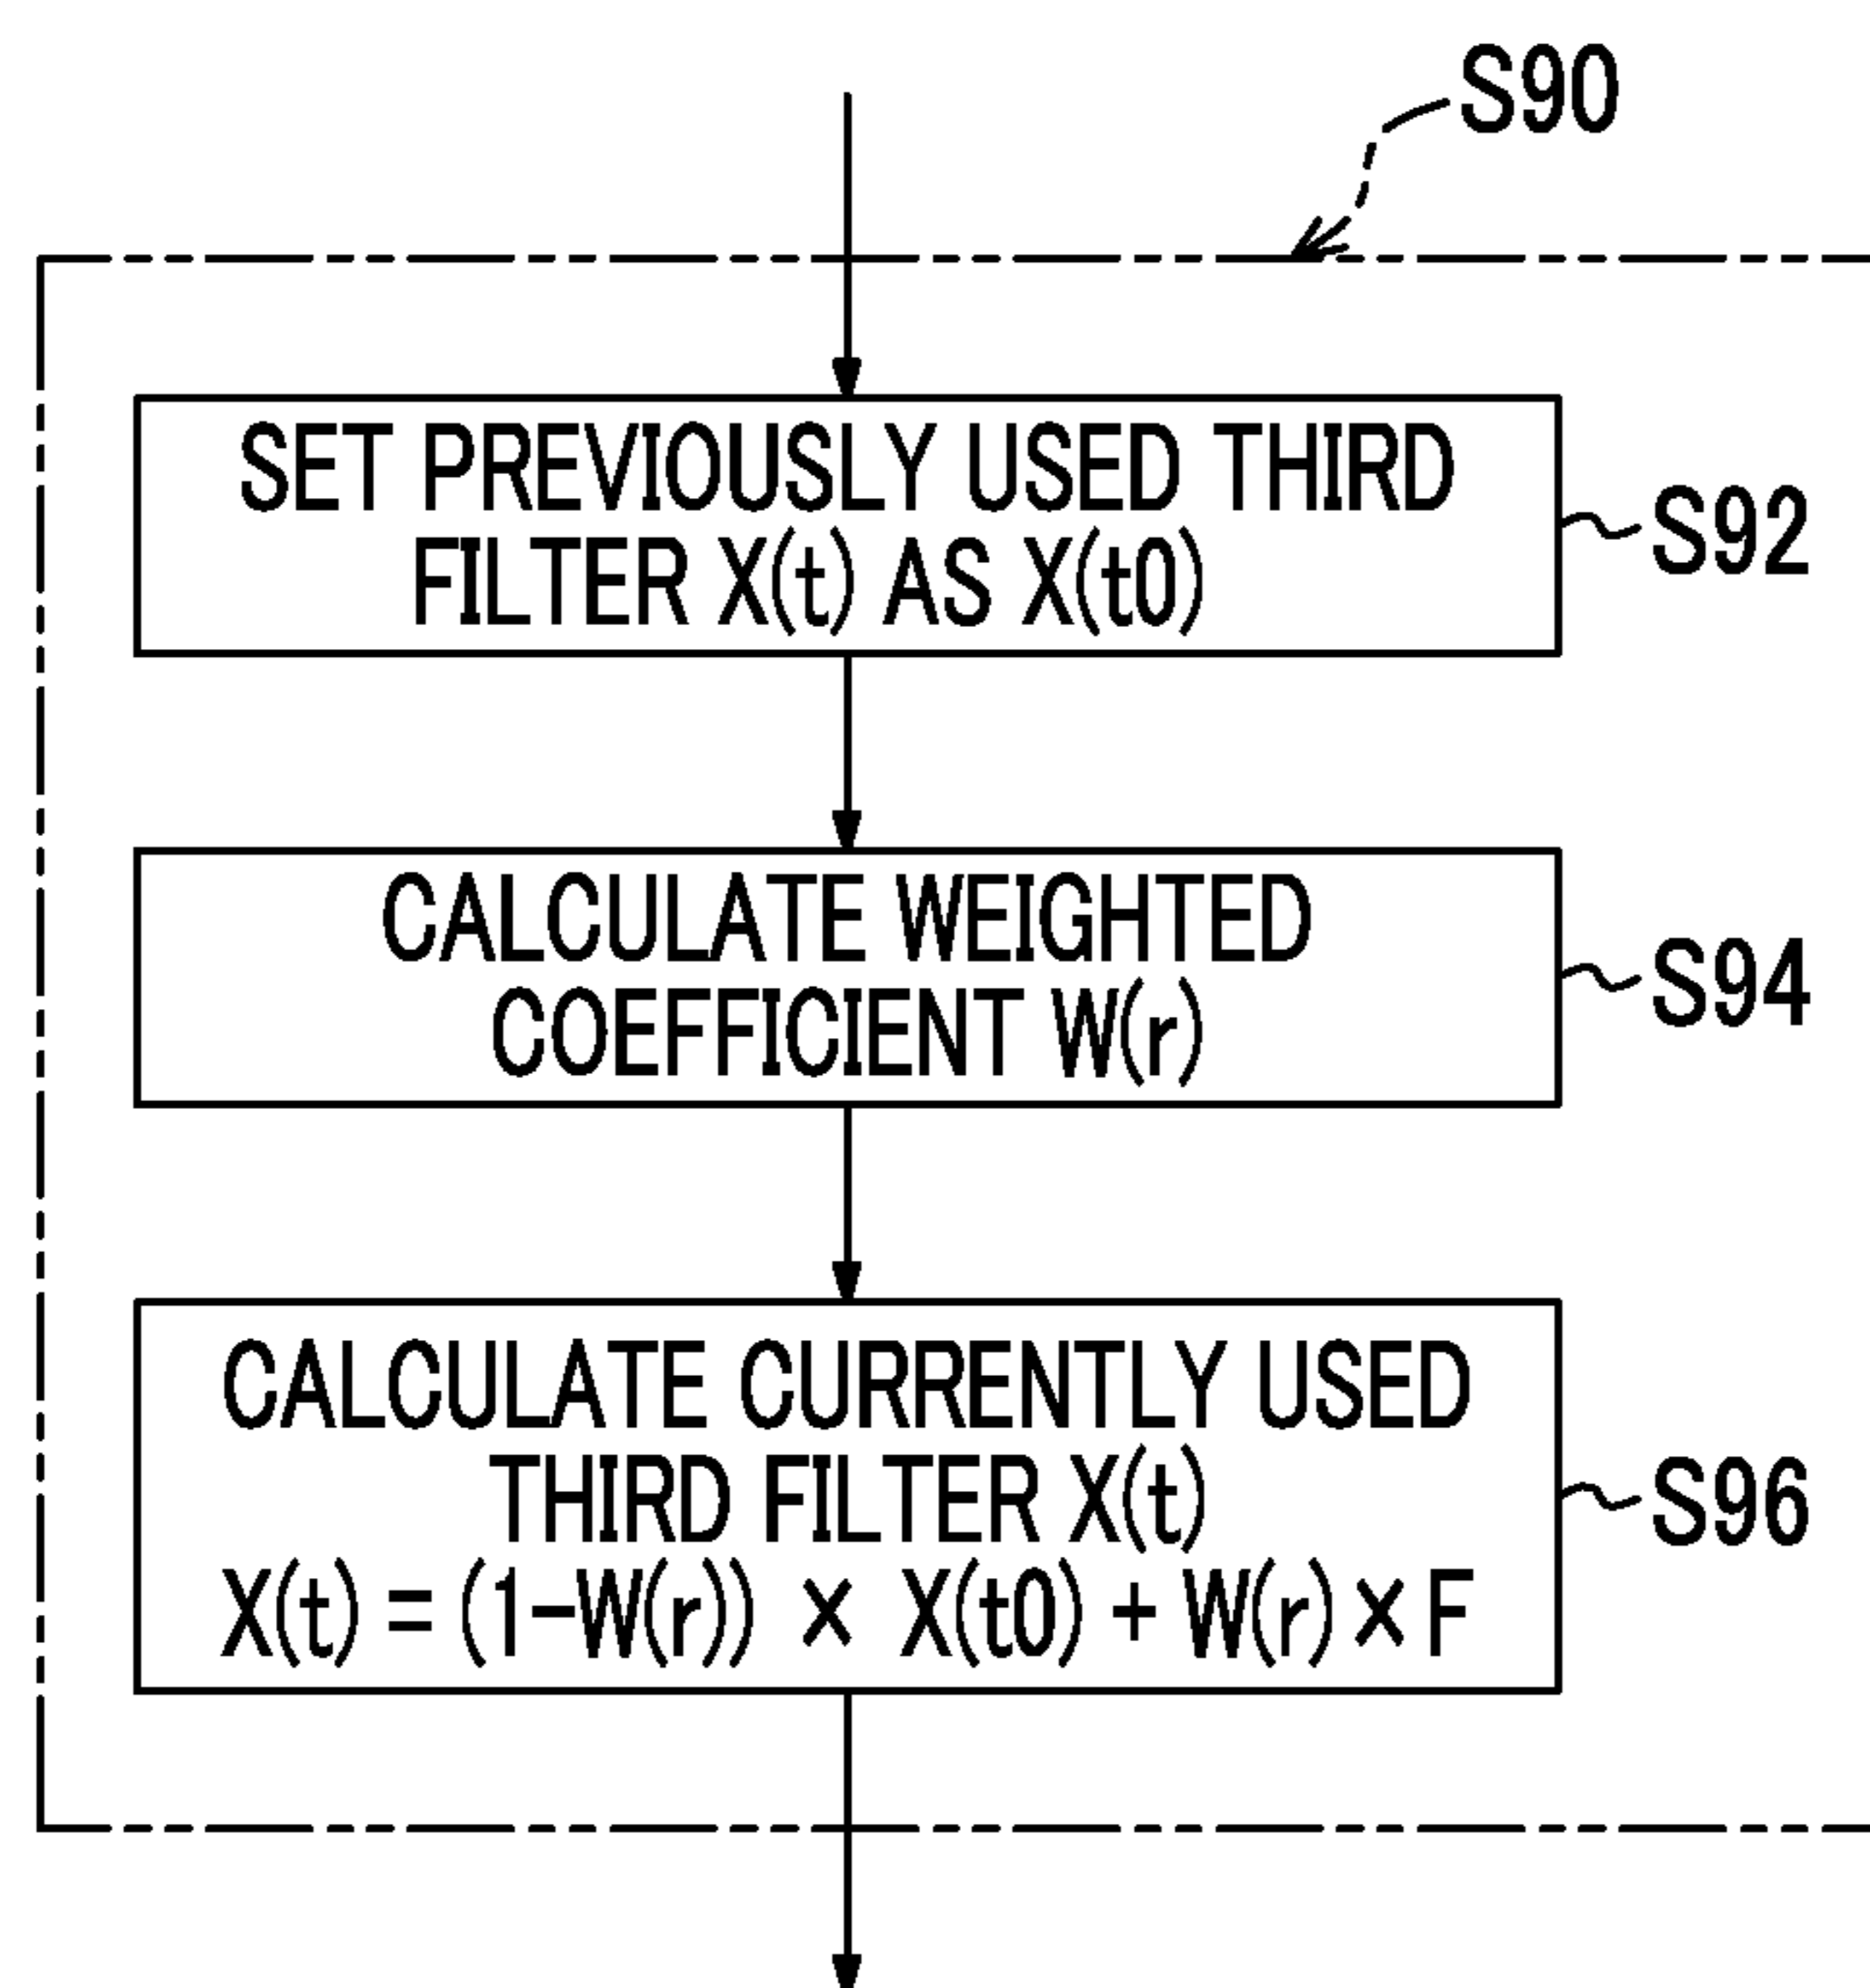 S90
SET PREVIOUSLY USED THIRD
FILTER X(t) AS X(t0)
S92
CALCULATE WEIGHTED
COEFFICIENT W(r)
S94
CALCULATE CURRENTLY USED
THIRD FILTER X(t)
X(t) = (1-W(r)) × X(t0) + W(r) × F
S96